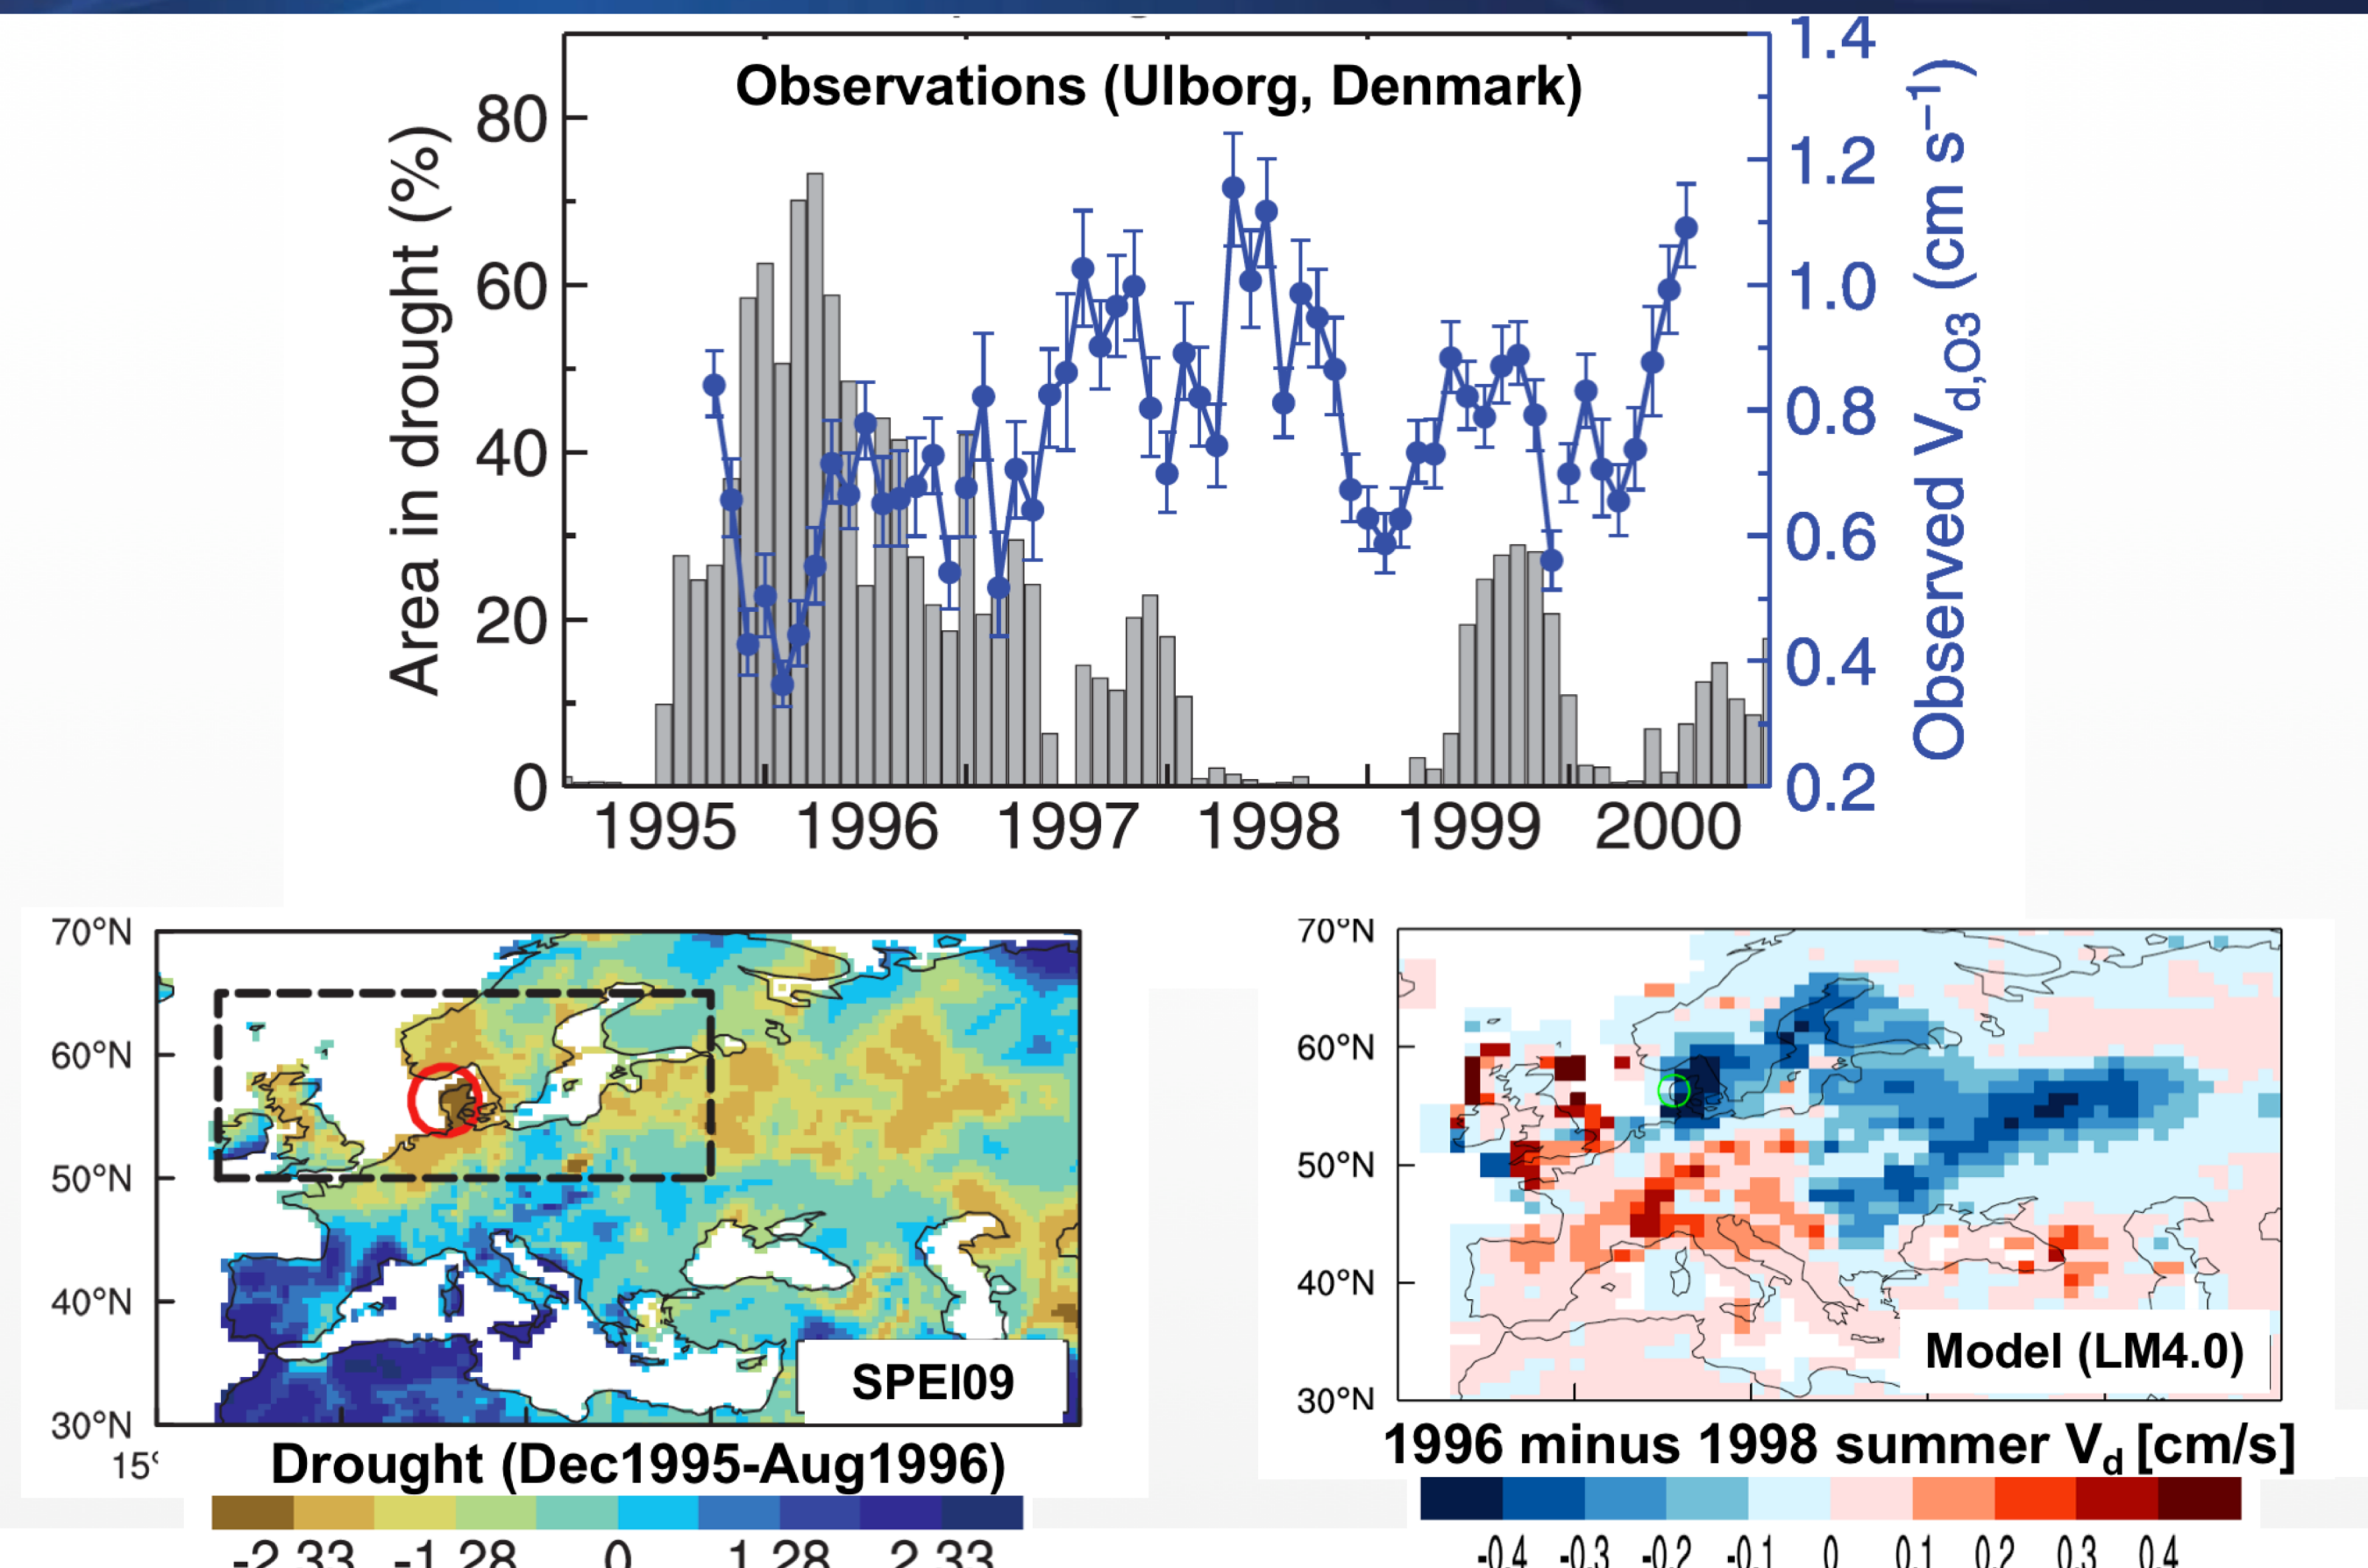 Observations (Ulborg, Denmark)
Area in drought (%)
80
60
40
20
0
1.4
1.2
1.0
0.8
0.6
0.4
0.2
Observed Vd,O3 (cm s−1)
1995 1996 1997 1998 1999 2000
70°N
60°N
50°N
40°N
30°N
15°
SPEI09
Drought (Dec1995-Aug1996)
-2.33 -1.28 0 1.28 2.33
70°N
60°N
50°N
40°N
30°N
Model (LM4.0)
1996 minus 1998 summer Vd [cm/s]
-0.4 -0.3 -0.2 -0.1 0 0.1 0.2 0.3 0.4